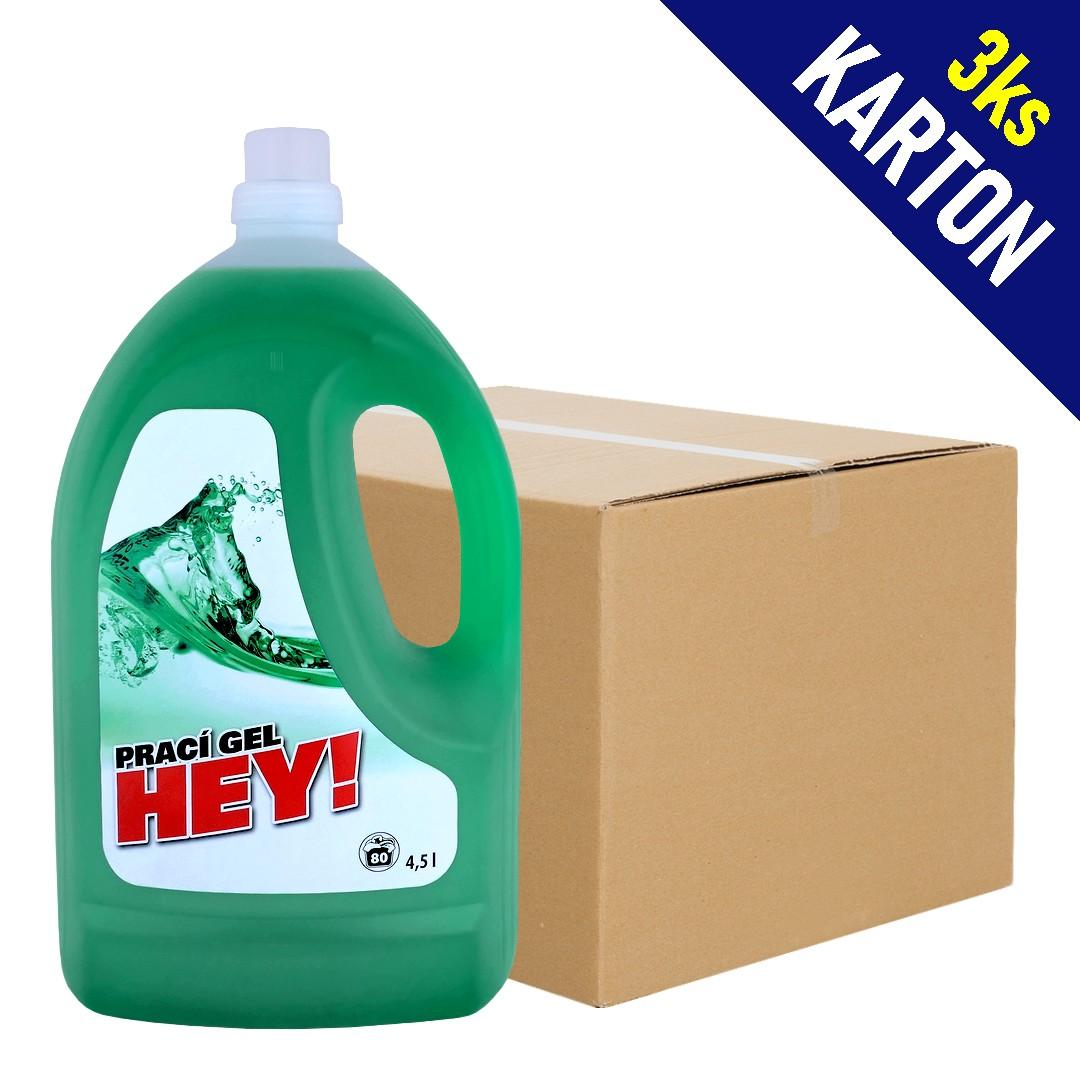 3ks
KARTON
PRACÍ GEL
HEY!
80
4,5 l